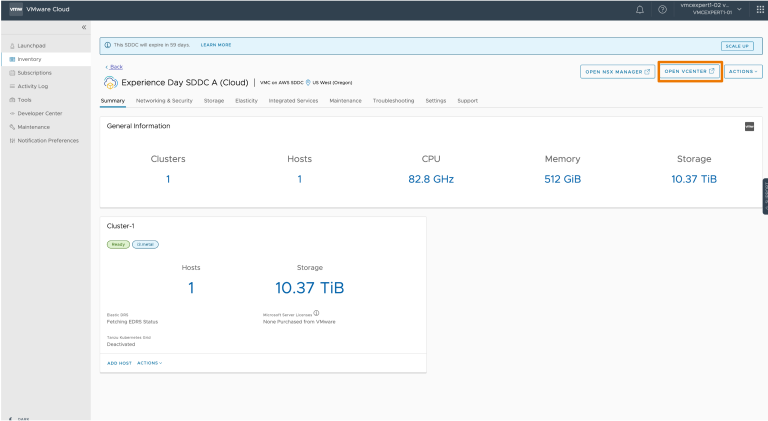 vmw VMware Cloud
vmcexpert1-02 v...
VMCEXPERT1-01
Launchpad
Inventory
Subscriptions
Activity Log
Tools
Developer Center
Maintenance
Notification Preferences
This SDDC will expire in 59 days. LEARN MORE
SCALE UP
Back
Experience Day SDDC A (Cloud) | VMC on AWS SDDC US West (Oregon)
OPEN NSX MANAGER
OPEN VCENTER
ACTIONS
Summary Networking & Security Storage Elasticity Integrated Services Maintenance Troubleshooting Settings Support
General Information
vmw
Clusters Hosts CPU Memory Storage
1 1 82.8 GHz 512 GiB 10.37 TiB
Cluster-1
Ready i3.metal
Hosts Storage
1 10.37 TiB
Elastic DRS Microsoft Server Licenses
Fetching EDRS Status None Purchased from VMware
Tanzu Kubernetes Grid
Deactivated
ADD HOST ACTIONS